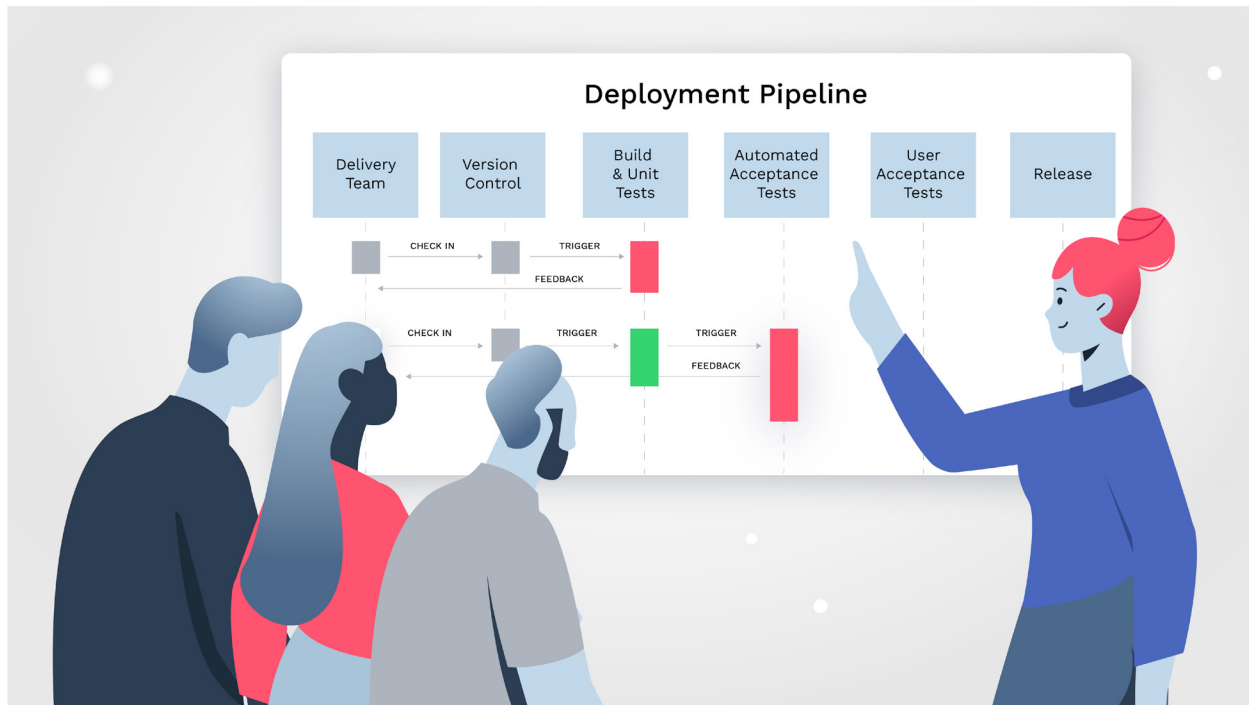 Deployment Pipeline
Delivery
Team
Version
Control
Build
& Unit
Tests
Automated
Acceptance
Tests
User
Acceptance
Tests
Release
CHECK IN
TRIGGER
FEEDBACK
CHECK IN
TRIGGER
TRIGGER
FEEDBACK